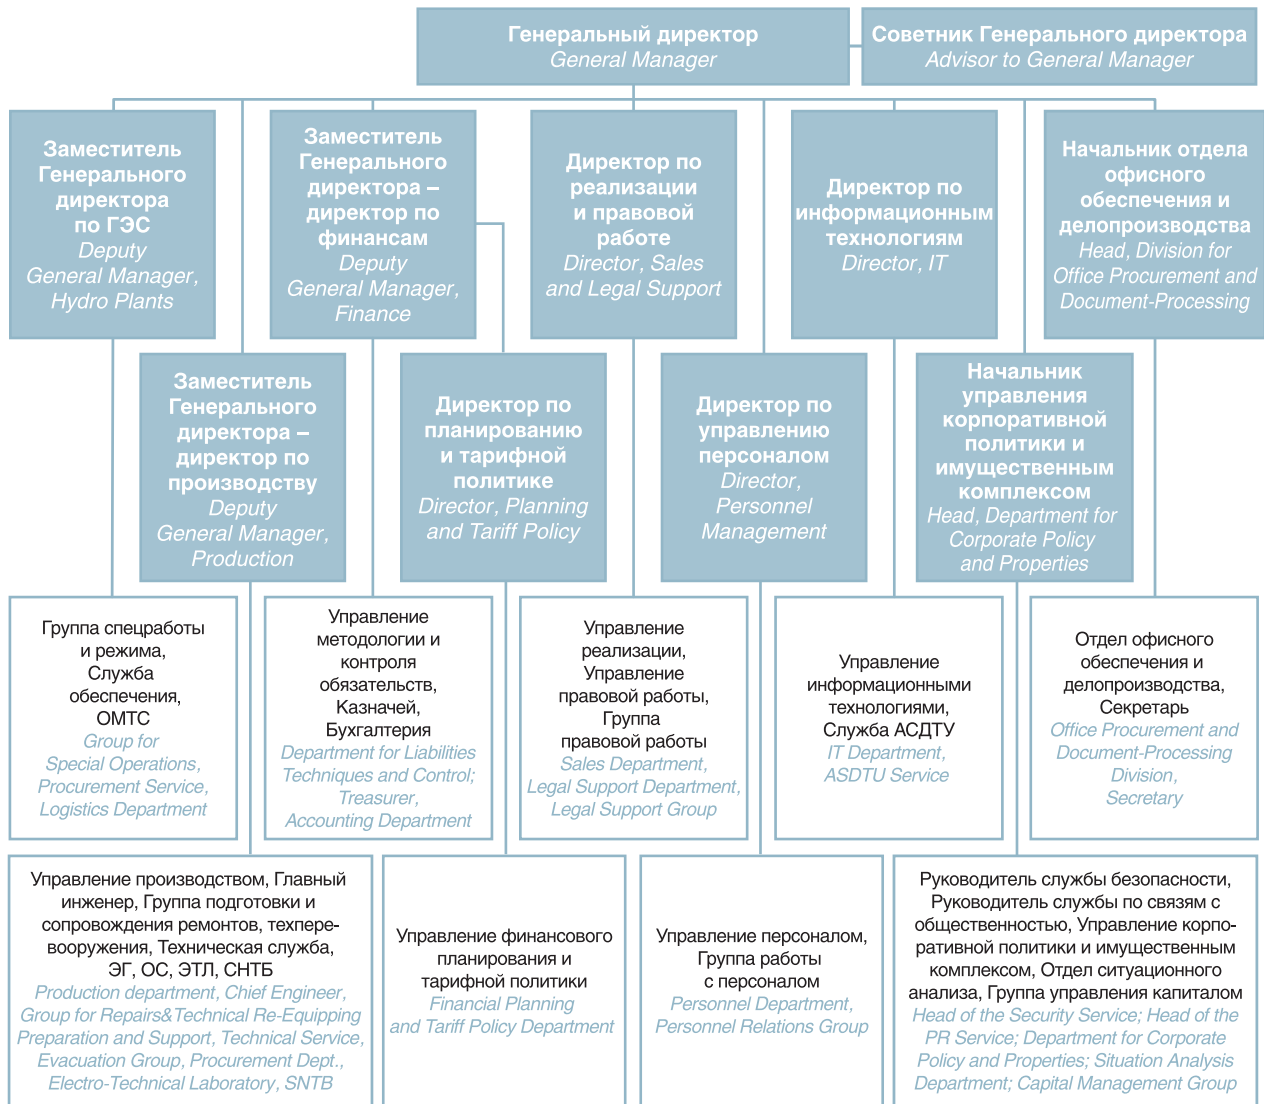 Генеральный директор
General Manager
Советник Генерального директора
Advisor to General Manager
Заместитель
Генерального
директора
по ГЭС
Deputy
General Manager,
Hydro Plants
Заместитель
Генерального
директора –
директор по
финансам
Deputy
General Manager,
Finance
Директор по
реализации
и правовой
работе
Director, Sales
and Legal Support
Директор по
информационным
технологиям
Director, IT
Начальник отдела
офисного
обеспечения и
делопроизводства
Head, Division for
Office Procurement and
Document-Processing
Заместитель
Генерального
директора –
директор по
производству
Deputy
General Manager,
Production
Директор по
планированию
и тарифной
политике
Director, Planning
and Tariff Policy
Директор по
управлению
персоналом
Director,
Personnel
Management
Начальник
управления
корпоративной
политики и
имущественным
комплексом
Head, Department for
Corporate Policy
and Properties
Группа спецработы
и режима,
Служба
обеспечения,
ОМТС
Group for
Special Operations,
Procurement Service,
Logistics Department
Управление
методологии и
контроля
обязательств,
Казначей,
Бухгалтерия
Department for Liabilities
Techniques and Control;
Treasurer,
Accounting Department
Управление
реализации,
Управление
правовой работы,
Группа
правовой работы
Sales Department,
Legal Support Department,
Legal Support Group
Управление
информационными
технологиями,
Служба АСДТУ
IT Department,
ASDTU Service
Отдел офисного
обеспечения и
делопроизводства,
Секретарь
Office Procurement and
Document-Processing
Division,
Secretary
Управление производством, Главный
инженер, Группа подготовки и
сопровождения ремонтов, техпере-
вооружения, Техническая служба,
ЭГ, ОС, ЭТЛ, СНТБ
Production department, Chief Engineer,
Group for Repairs&Technical Re-Equipping
Preparation and Support, Technical Service,
Evacuation Group, Procurement Dept.,
Electro-Technical Laboratory, SNTB
Управление финансового
планирования и
тарифной политики
Financial Planning
and Tariff Policy Department
Управление персоналом,
Группа работы
с персоналом
Personnel Department,
Personnel Relations Group
Руководитель службы безопасности,
Руководитель службы по связям с
общественностью, Управление корпо-
ративной политики и имущественным
комплексом, Отдел ситуационного
анализа, Группа управления капиталом
Head of the Security Service; Head of the
PR Service; Department for Corporate
Policy and Properties; Situation Analysis
Department; Capital Management Group